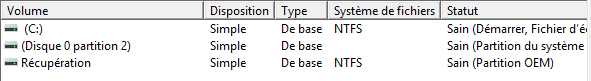 Volume Disposition Type Système de fichiers Statut
(C:) Simple De base NTFS Sain (Démarrer, Fichier d'é
(Disque 0 partition 2) Simple De base Sain (Partition du système
Récupération Simple De base NTFS Sain (Partition OEM)